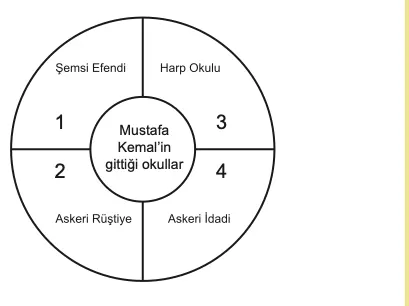 Şemsi Efendi
Harp Okulu
1
3
Mustafa
Kemal'in
gittiği okullar
2
4
Askeri Rüştiye
Askeri İdadi